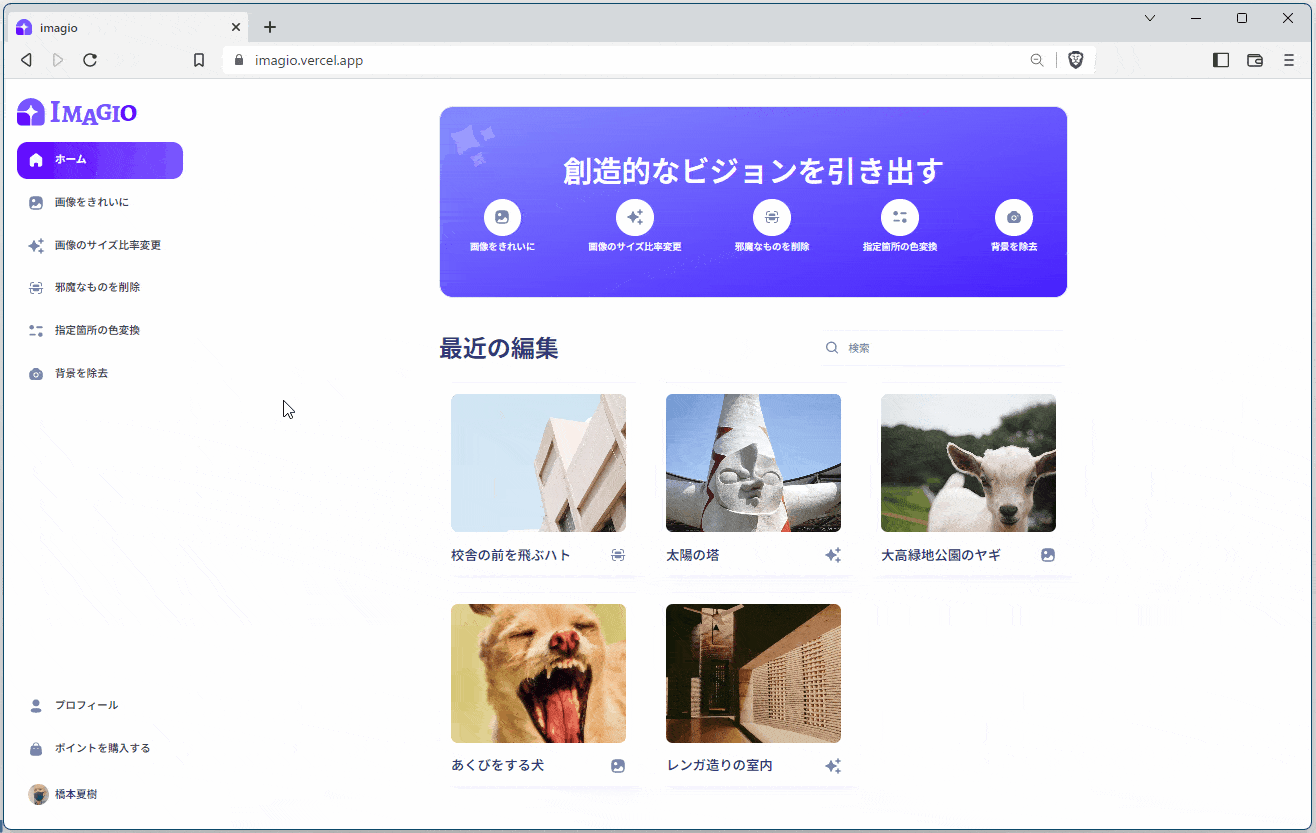 imagio
imagio.vercel.app
IMAGIO
ホーム
画像をきれいに
画像のサイズ比率変更
邪魔なものを削除
指定箇所の色変換
背景を除去
プロフィール
ポイントを購入する
橋本夏樹
創造的なビジョンを引き出す
画像をきれいに
画像のサイズ比率変更
邪魔なものを削除
指定箇所の色変換
背景を除去
最近の編集
検索
校舎の前を飛ぶハト
太陽の塔
大高緑地公園のヤギ
あくびをする犬
レンガ造りの室内